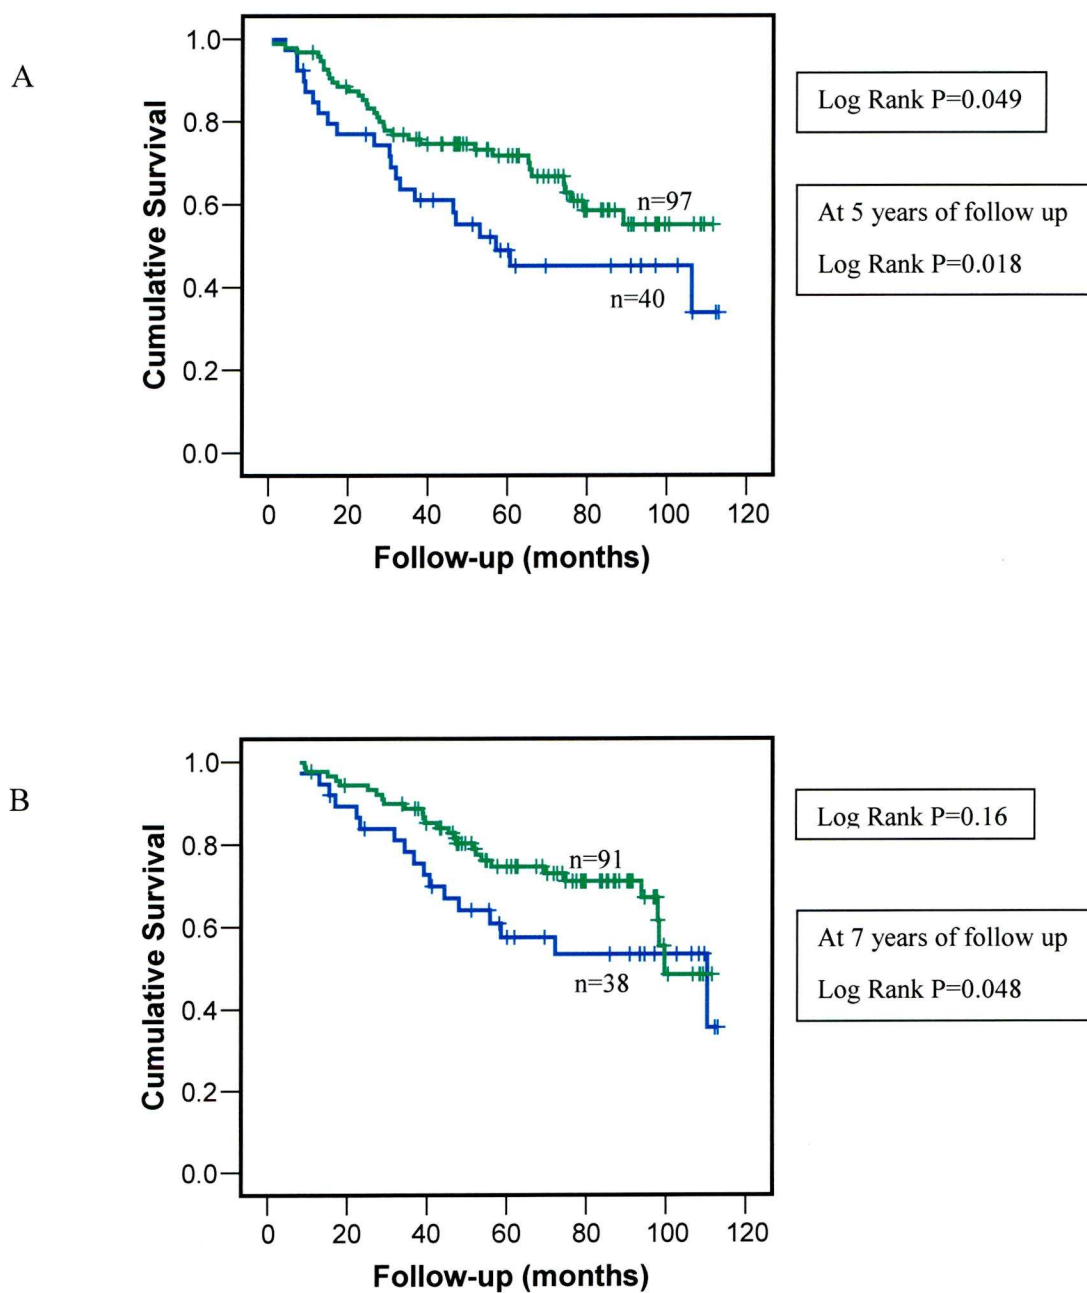 A
1.0
0.8
0.6
0.4
0.2
0.0
Cumulative Survival
n=97
n=40
0 20 40 60 80 100 120
Follow-up (months)
Log Rank P=0.049
At 5 years of follow up
Log Rank P=0.018
B
1.0
0.8
0.6
0.4
0.2
0.0
Cumulative Survival
n=91
n=38
0 20 40 60 80 100 120
Follow-up (months)
Log Rank P=0.16
At 7 years of follow up
Log Rank P=0.048